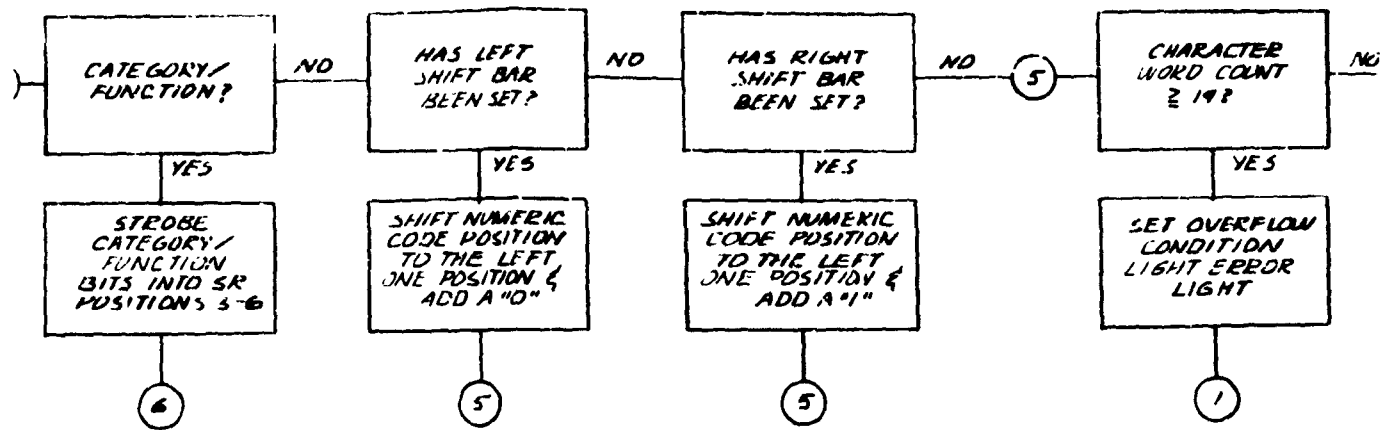 CATEGORY/
FUNCTION?
NO
HAS LEFT
SHIFT BAR
BEEN SET?
NO
HAS RIGHT
SHIFT BAR
BEEN SET?
NO
5
CHARACTER
WORD COUNT
≧ 14?
NO
YES
YES
YES
YES
STROBE
CATEGORY/
FUNCTION
BITS INTO SR
POSITIONS
SHIFT NUMERIC
CODE POSITION
TO THE LEFT
ONE POSITION &
ADD A "0"
SHIFT NUMERIC
CODE POSITION
TO THE LEFT
ONE POSITION &
ADD A "1"
SET OVERFLOW
CONDITION
LIGHT ERROR
LIGHT
6
5
5
1